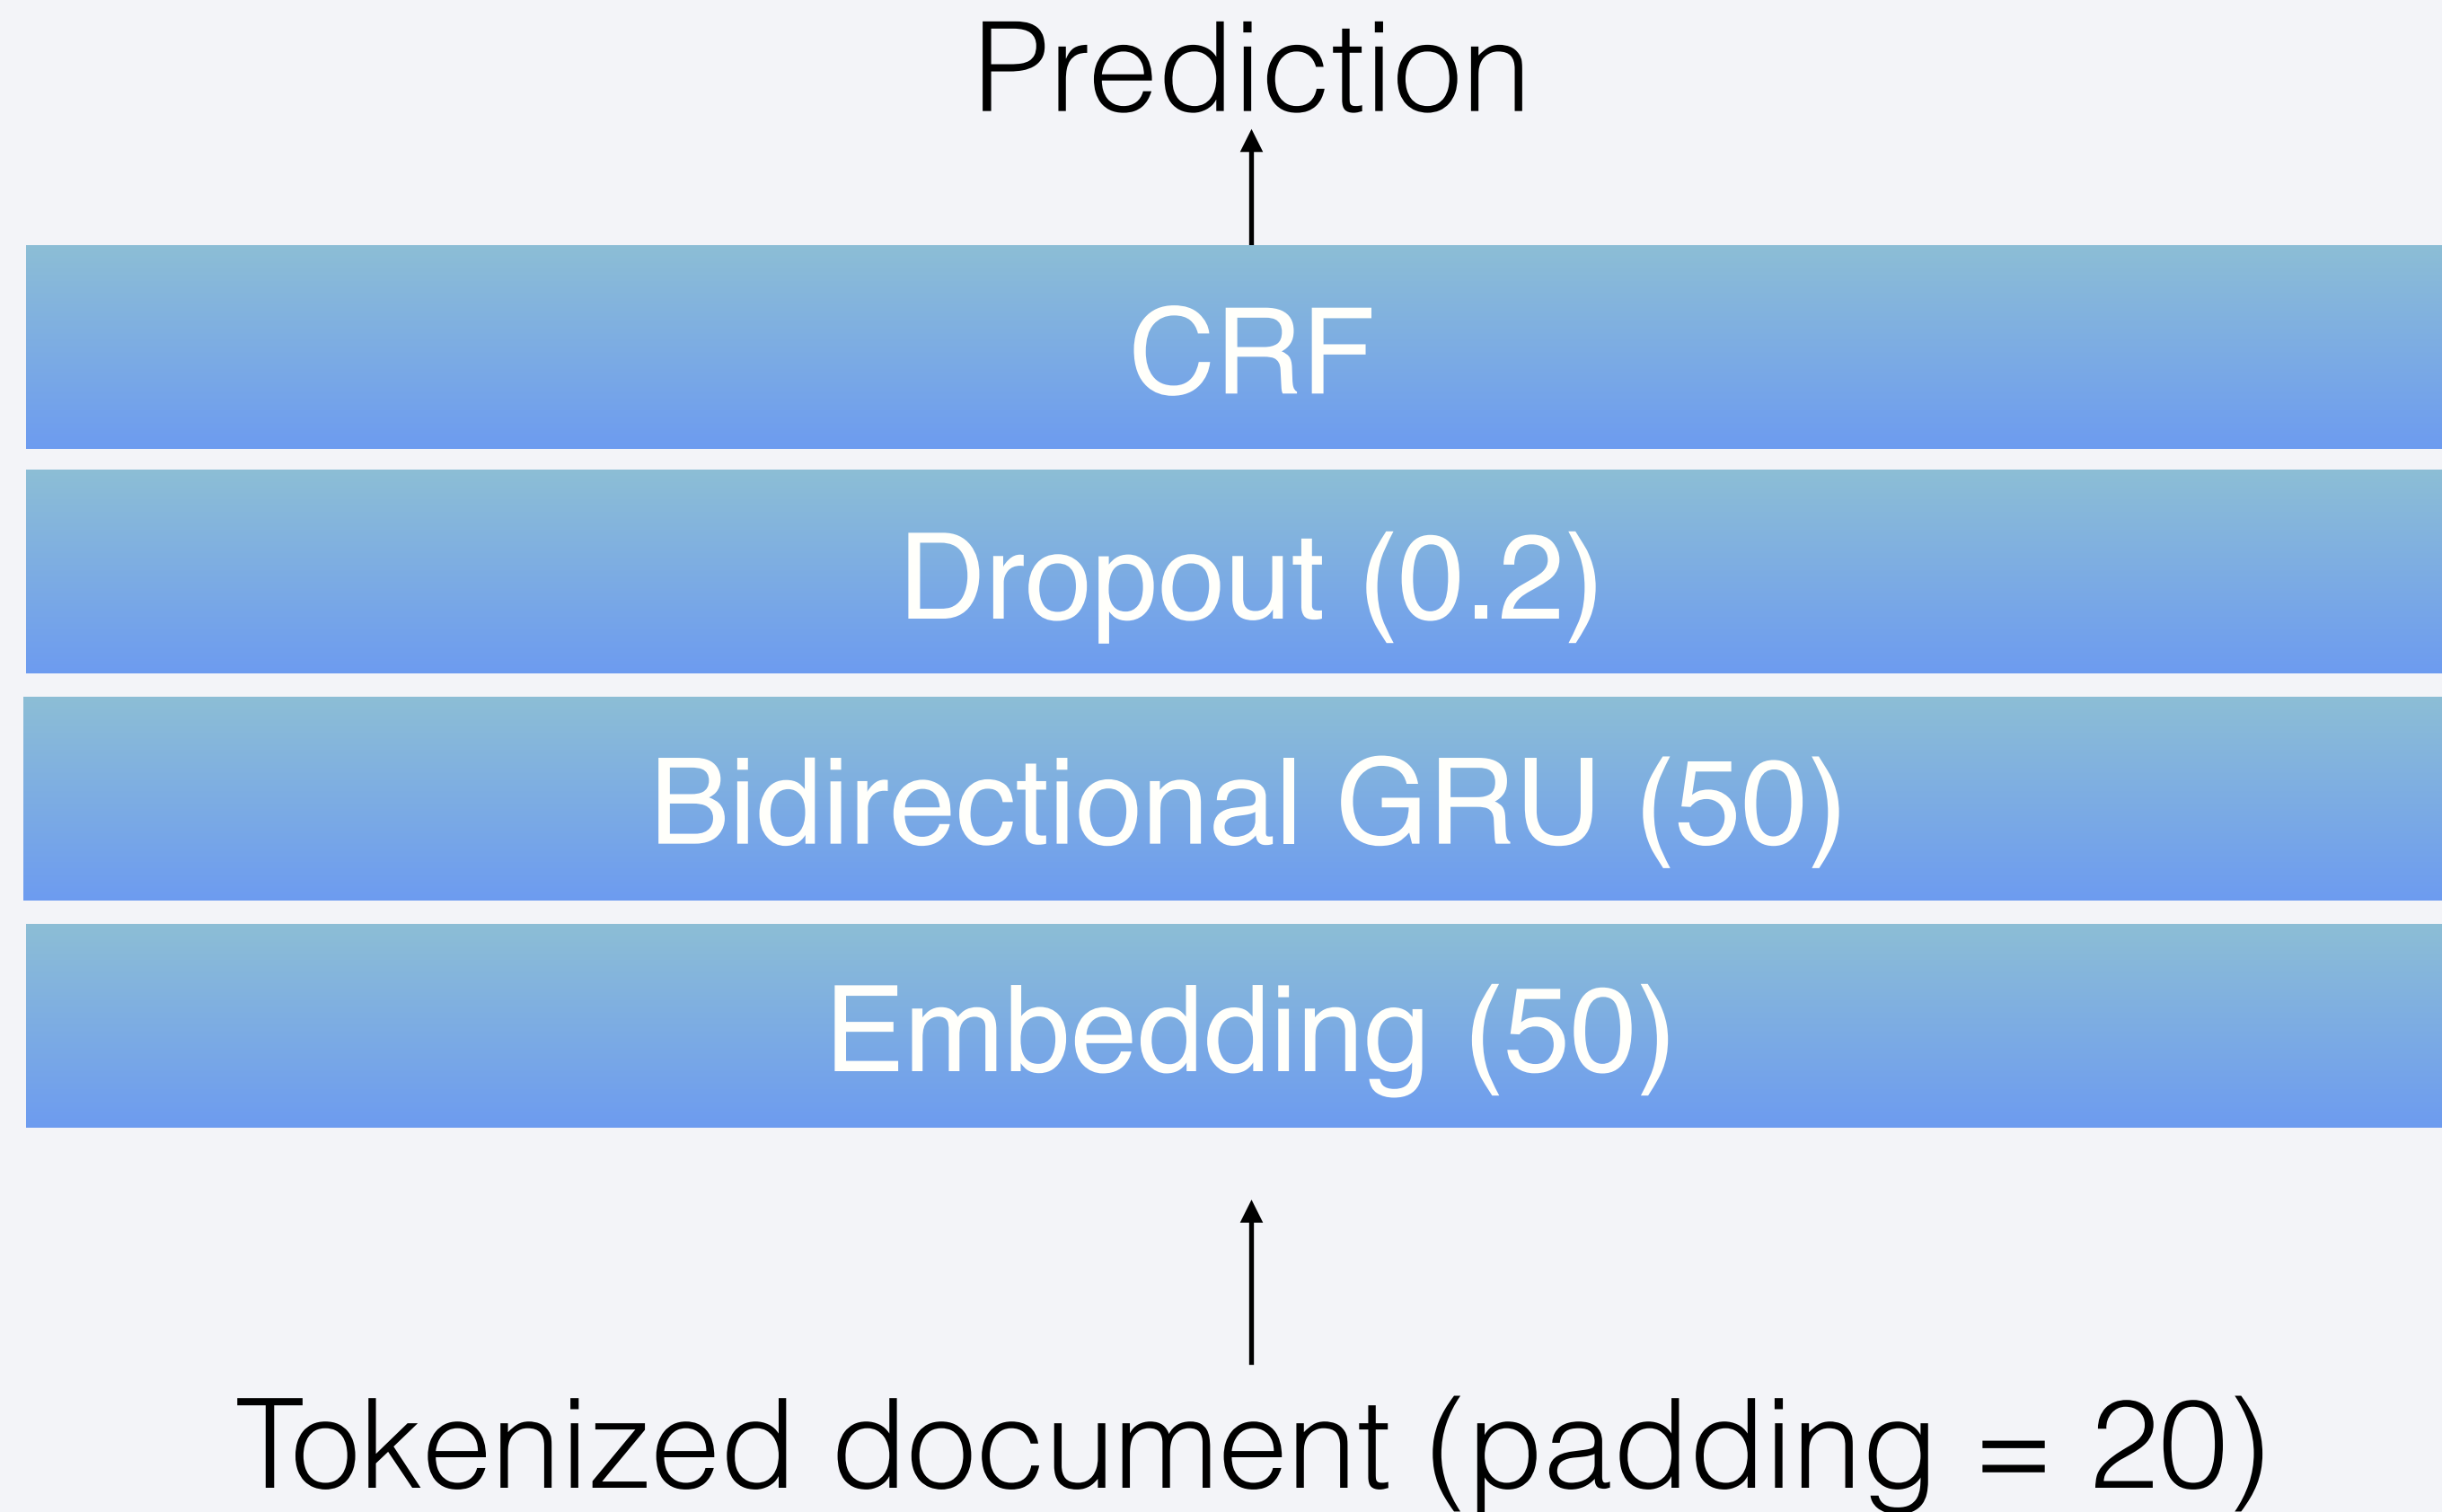 Prediction
CRF
Dropout (0.2)
Bidirectional GRU (50)
Embedding (50)
Tokenized document (padding = 20)